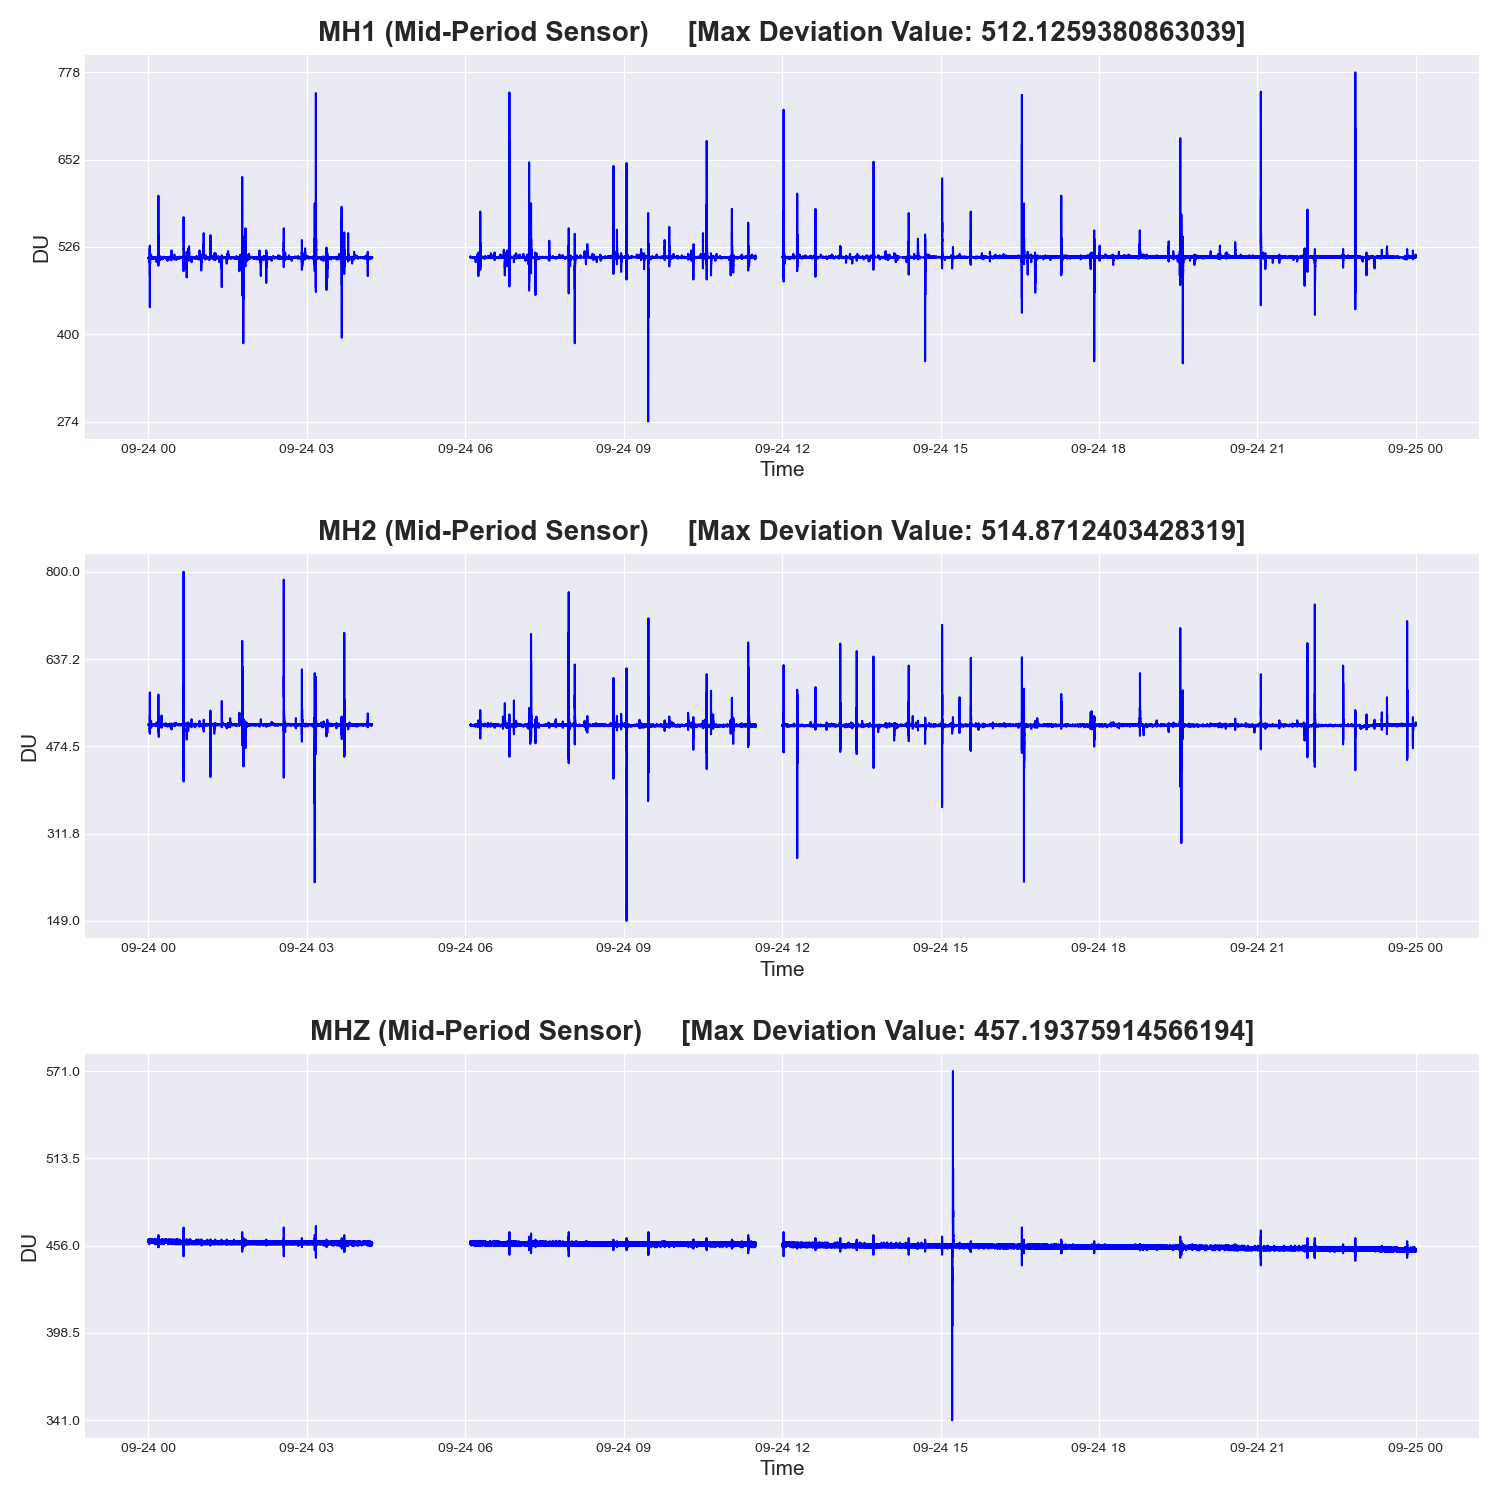 MH1 (Mid-Period Sensor) [Max Deviation Value: 512.1259380863039]
778
652
526
400
274
DU
09-24 00 09-24 03 09-24 06 09-24 09 09-24 12 09-24 15 09-24 18 09-24 21 09-25 00
Time
MH2 (Mid-Period Sensor) [Max Deviation Value: 514.8712403428319]
800.0
637.2
474.5
311.8
149.0
DU
09-24 00 09-24 03 09-24 06 09-24 09 09-24 12 09-24 15 09-24 18 09-24 21 09-25 00
Time
MHZ (Mid-Period Sensor) [Max Deviation Value: 457.19375914566194]
571.0
513.5
456.0
398.5
341.0
DU
09-24 00 09-24 03 09-24 06 09-24 09 09-24 12 09-24 15 09-24 18 09-24 21 09-25 00
Time